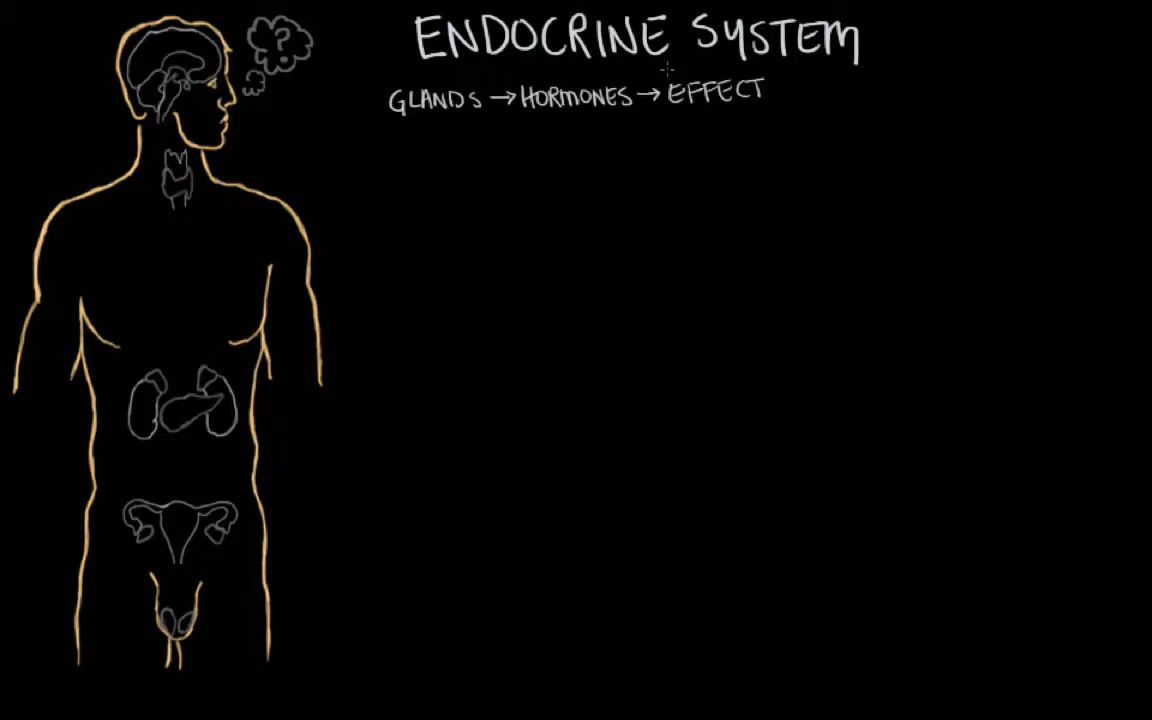 ?
ENDOCRINE SYSTEM
GLANDS → HORMONES → EFFECT